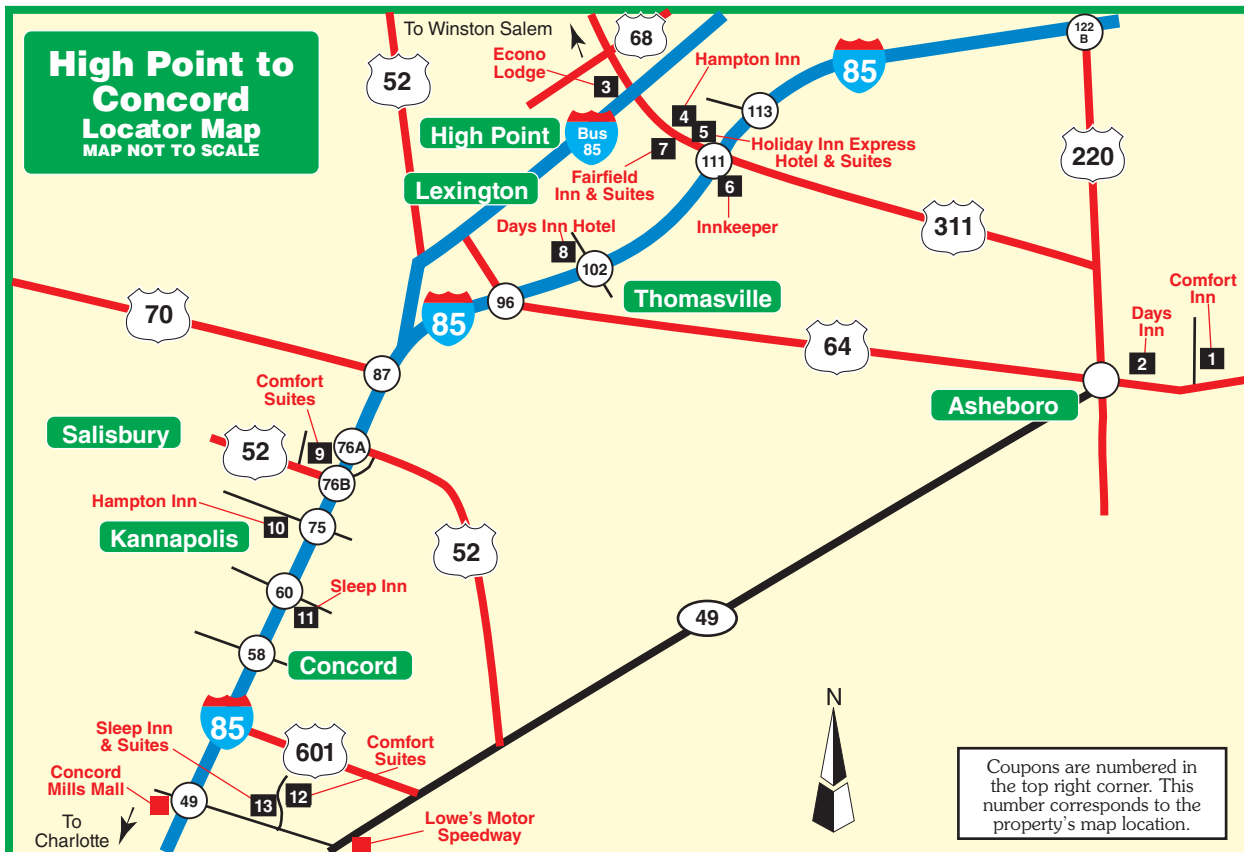 High Point to
Concord
Locator Map
MAP NOT TO SCALE
To Winston Salem
52
68
Econo
Lodge
3
Hampton Inn
4
85
122
B
113
High Point
Bus
85
5
Holiday Inn Express
Hotel & Suites
7
111
Fairfield
Inn & Suites
6
Innkeeper
220
311
Lexington
Days Inn Hotel
8
102
Thomasville
70
85
96
64
Comfort
Inn
1
Days
Inn
2
Asheboro
87
Comfort
Suites
9
76A
Salisbury
52
76B
Hampton Inn
10
75
Kannapolis
52
60
Sleep Inn
11
49
58
Concord
85
Sleep Inn
& Suites
601
Comfort
Suites
Concord
Mills Mall
49
13
12
To
Charlotte
Lowe's Motor
Speedway
N
Coupons are numbered in
the top right corner. This
number corresponds to the
property's map location.